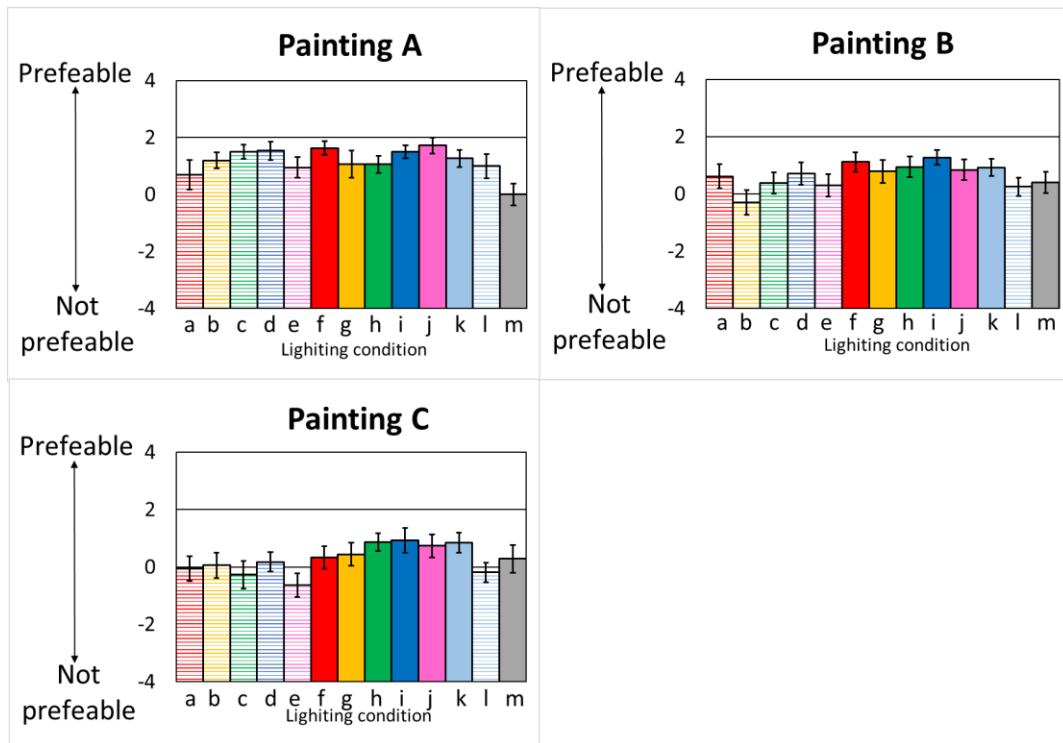 Painting A
Prefeable
4
2
0
-2
-4
Not
prefeable
a b c d e f g h i j k l m
Lighiting condition
Painting B
Prefeable
4
2
0
-2
-4
Not
prefeable
a b c d e f g h i j k l m
Lighiting condition
Painting C
Prefeable
4
2
0
-2
-4
Not
prefeable
a b c d e f g h i j k l m
Lighiting condition